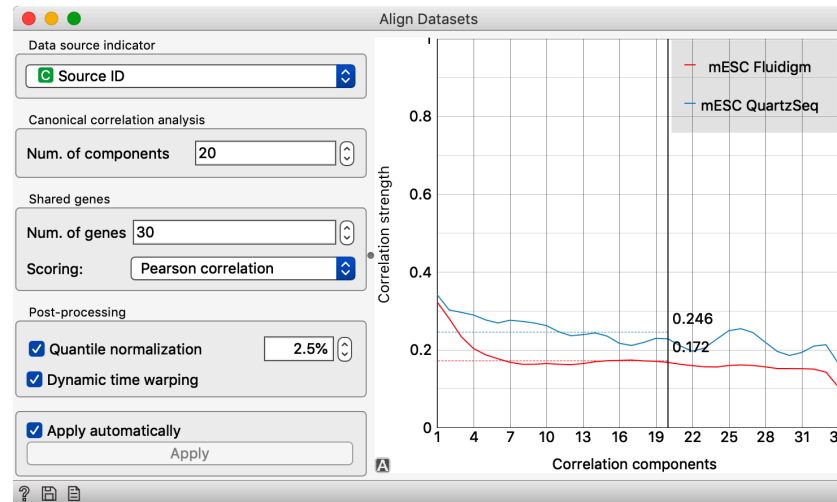 Align Datasets
Data source indicator
C Source ID
Canonical correlation analysis
Num. of components 20
Shared genes
Num. of genes 30
Scoring: Pearson correlation
Post-processing
Quantile normalization 2.5%
Dynamic time warping
Apply automatically
Apply
A
Correlation strength
1
0.8
0.6
0.4
0.2
0
mESC Fluidigm
mESC QuartzSeq
0.246
0.172
1 4 7 10 13 16 19 22 25 28 31
Correlation components
?